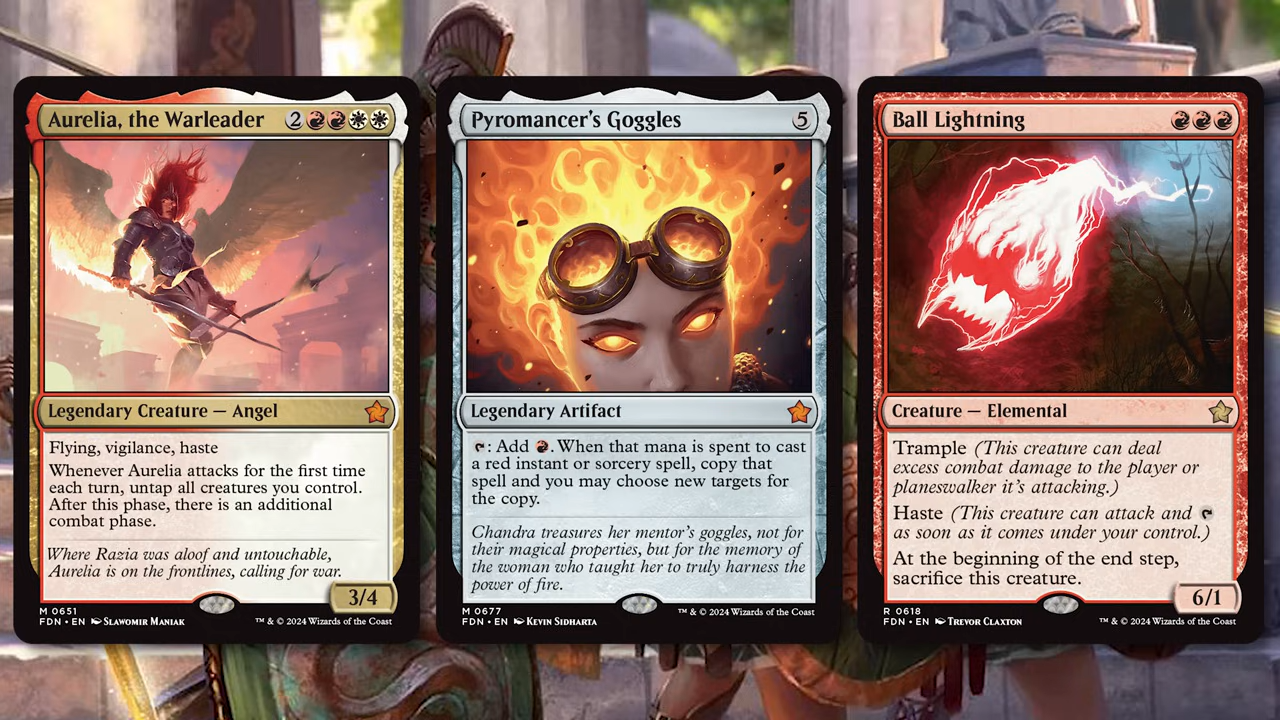 Aurelia, the Warleader 2
Legendary Creature — Angel
Flying, vigilance, haste
Whenever Aurelia attacks for the first time
each turn, untap all creatures you control.
After this phase, there is an additional
combat phase.
Where Razia was aloof and untouchable,
Aurelia is on the frontlines, calling for war.
3/4
M 0651
FDN • EN Slawomir Maniak
™ & © 2024 Wizards of the Coast
Pyromancer's Goggles 5
Legendary Artifact
: Add . When that mana is spent to cast
a red instant or sorcery spell, copy that
spell and you may choose new targets for
the copy.
Chandra treasures her mentor's goggles, not for
their magical properties, but for the memory of
the woman who taught her to truly harness the
power of fire.
M 0677
FDN • EN Kevin Sidharta
™ & © 2024 Wizards of the Coast
Ball Lightning
Creature — Elemental
Trample (This creature can deal
excess combat damage to the player or
planeswalker it's attacking.)
Haste (This creature can attack and
as soon as it comes under your control.)
At the beginning of the end step,
sacrifice this creature.
6/1
R 0618
FDN • EN Trevor Claxton
™ & © 2024 Wizards of the Coast